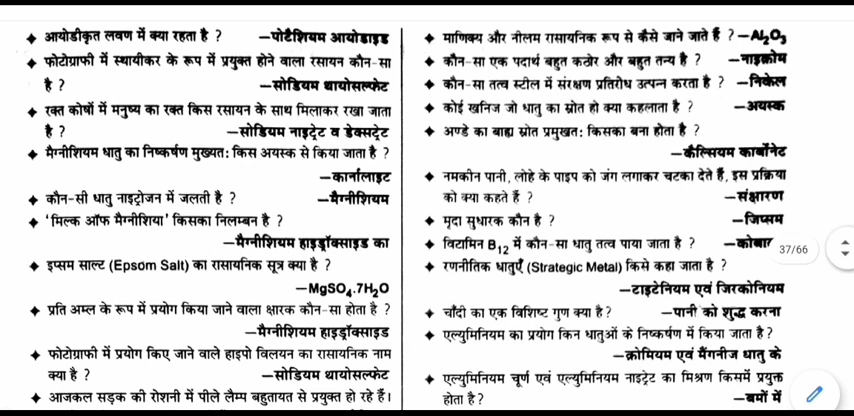 ◆ आयोडीकृत लवण में क्या रहता है ? —पोटैशियम आयोडाइड
◆ फोटोग्राफी में स्थायीकार के रूप में प्रयुक्त होने वाला रसायन कौन-सा
है ? —सोडियम थायोसल्फेट
◆ रक्त कोषों में मनुष्य का रक्त किस रसायन के साथ मिलाकर रखा जाता
है ? —सोडियम नाइट्रेट व डेक्सट्रेट
◆ मैग्नीशियम धातु का निष्कर्षण मुख्यतः किस अयस्क से किया जाता है ?
—कार्नालाइट
◆ कौन-सी धातु नाइट्रोजन में जलती है ? —मैग्नीशियम
◆ ‘मिल्क ऑफ मैग्नीशिया’ किसका निलम्बन है ?
—मैग्नीशियम हाइड्रॉक्साइड का
◆ इप्सम साल्ट (Epsom Salt) का रासायनिक सूत्र क्या है ?
—MgSO₄.7H₂O
◆ प्रति अम्ल के रूप में प्रयोग किया जाने वाला क्षारक कौन-सा होता है ?
—मैग्नीशियम हाइड्रॉक्साइड
◆ फोटोग्राफी में प्रयोग किए जाने वाले हाइपो विलयन का रासायनिक नाम
क्या है ? —सोडियम थायोसल्फेट
◆ आजकल सड़क की रोशनी में पीले लैम्प बहुतायत से प्रयुक्त हो रहे हैं।
◆ माणिक्य और नीलम रासायनिक रूप से कैसे जाने जाते हैं ? —Al₂O₃
◆ कौन-सा एक पदार्थ बहुत कठोर और बहुत तन्य है ? —नाइक्रोम
◆ कौन-सा तत्व स्टील में संरक्षण प्रतिरोध उत्पन्न करता है ? —निकेल
◆ कोई खनिज जो धातु का स्रोत हो क्या कहलाता है ? —अयस्क
◆ अण्डे का बाह्य स्रोत प्रमुखतः किसका बना होता है ?
—कैल्सियम कार्बोनेट
◆ नमकीन पानी, लोहे के पाइप को जंग लगाकर चटका देते हैं, इस प्रक्रिया
को क्या कहते हैं ? —संक्षारण
◆ मृदा सुधारक कौन है ? —जिप्सम
◆ विटामिन B₁₂ में कौन-सा धातु तत्व पाया जाता है ? —कोबा
37/66
◆ रणनीतिक धातुएँ (Strategic Metal) किसे कहा जाता है ?
—टाइटेनियम एवं जिरकोनियम
◆ चाँदी का एक विशिष्ट गुण क्या है ? —पानी को शुद्ध करना
◆ एल्युमिनियम का प्रयोग किन धातुओं के निष्कर्षण में किया जाता है ?
—क्रोमियम एवं मैंगनीज धातु के
◆ एल्युमिनियम चूर्ण एवं एल्युमिनियम नाइट्रेट का मिश्रण किसमें प्रयुक्त
होता है ? —बमों में